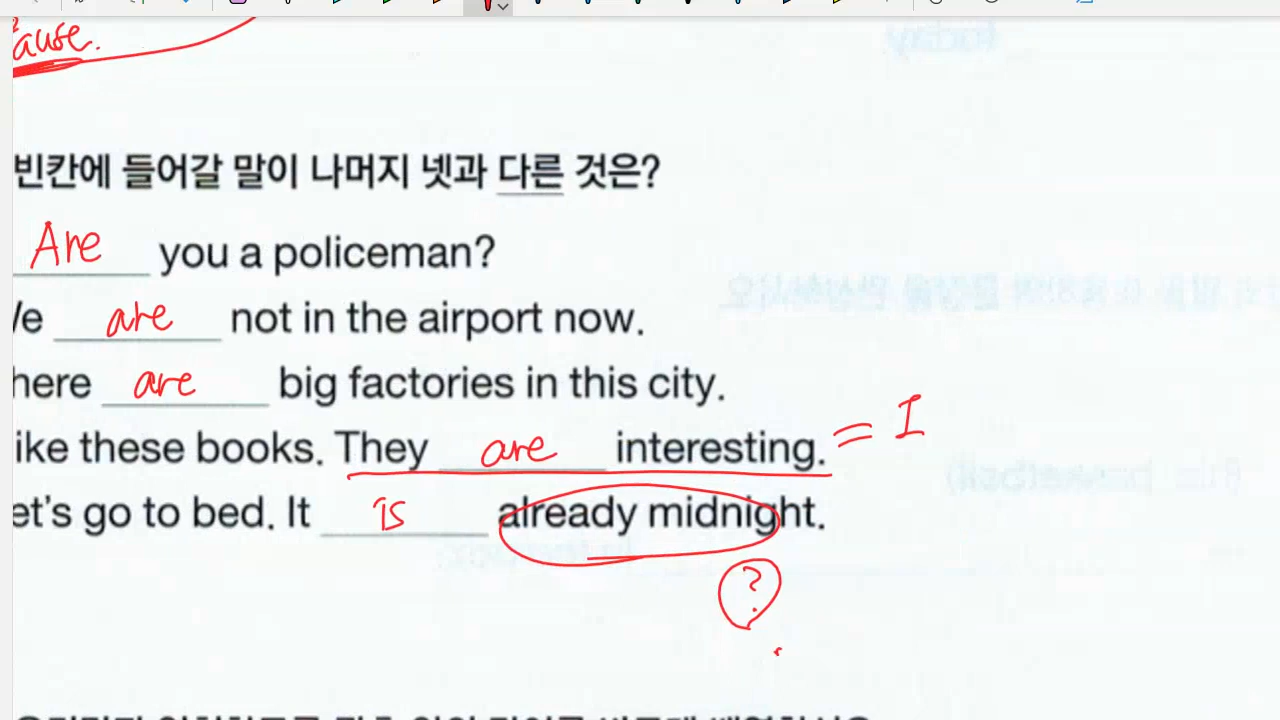 ause.
빈칸에 들어갈 말이 나머지 넷과 다른 것은?
Are you a policeman?
We are not in the airport now.
here are big factories in this city.
ike these books. They are interesting. = I
et's go to bed. It is already midnight.
?